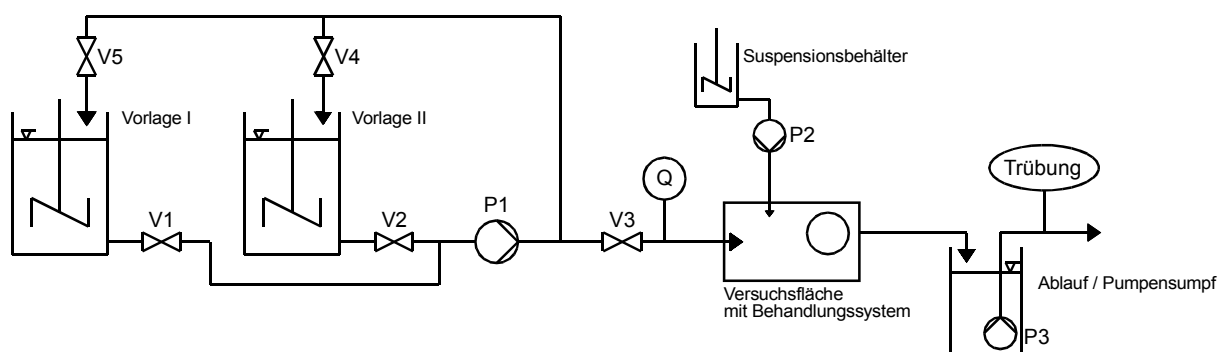 V5
V4
Vorlage I
Vorlage II
Suspensionsbehälter
P2
Trübung
Q
V1
V2
P1
V3
Versuchsfläche
mit Behandlungssystem
Ablauf / Pumpensumpf
P3